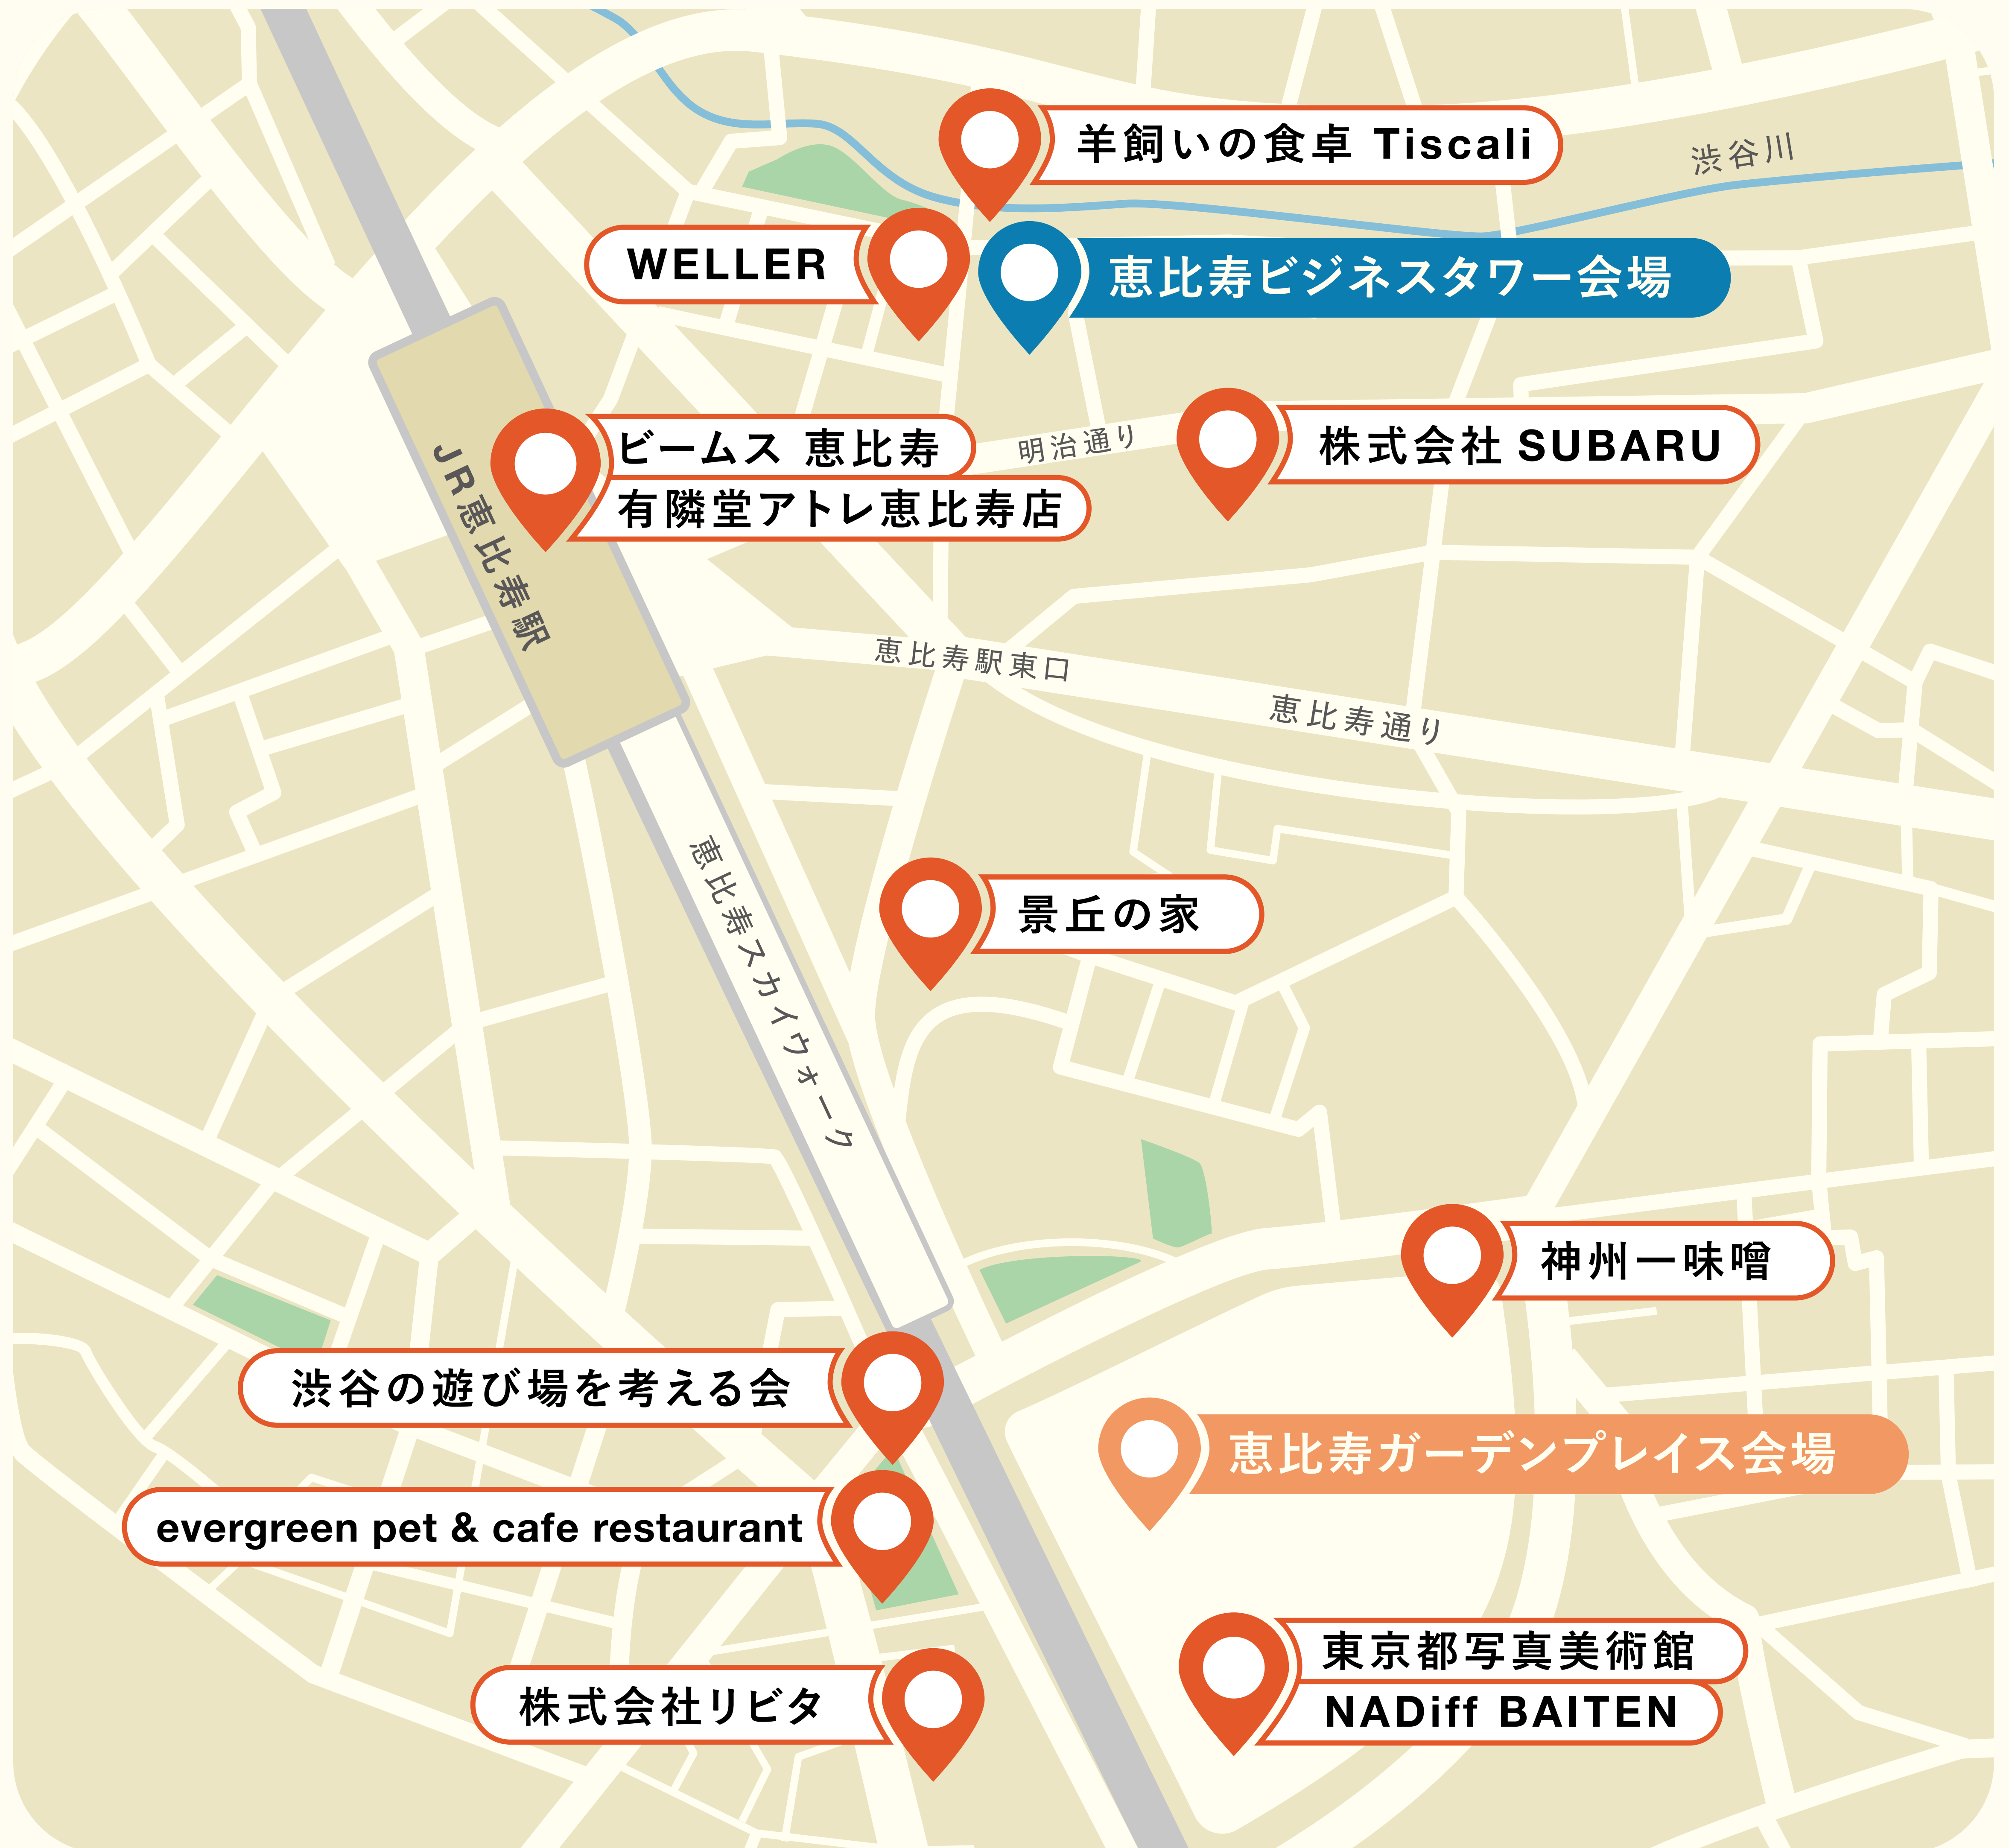 羊飼いの食卓 Tiscali
渋谷川
WELLER
恵比寿ビジネスタワー会場
ビームス 恵比寿
有隣堂アトレ恵比寿店
明治通り
株式会社 SUBARU
JR恵比寿駅
恵比寿駅東口
恵比寿通り
恵比寿スカイウォーク
景丘の家
神州一味噌
渋谷の遊び場を考える会
恵比寿ガーデンプレイス会場
evergreen pet & cafe restaurant
東京都写真美術館
NADiff BAITEN
株式会社リビタ